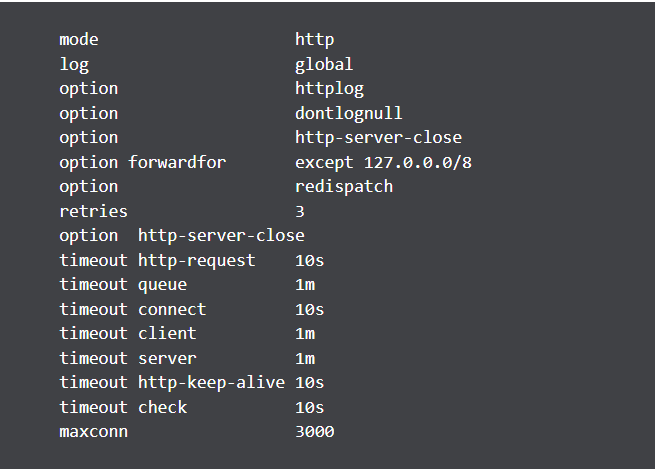 mode                    http
log                     global
option                  httplog
option                  dontlognull
option                  http-server-close
option forwardfor       except 127.0.0.0/8
option                  redispatch
retries                 3
option  http-server-close
timeout http-request    10s
timeout queue           1m
timeout connect         10s
timeout client          1m
timeout server          1m
timeout http-keep-alive 10s
timeout check           10s
maxconn                 3000